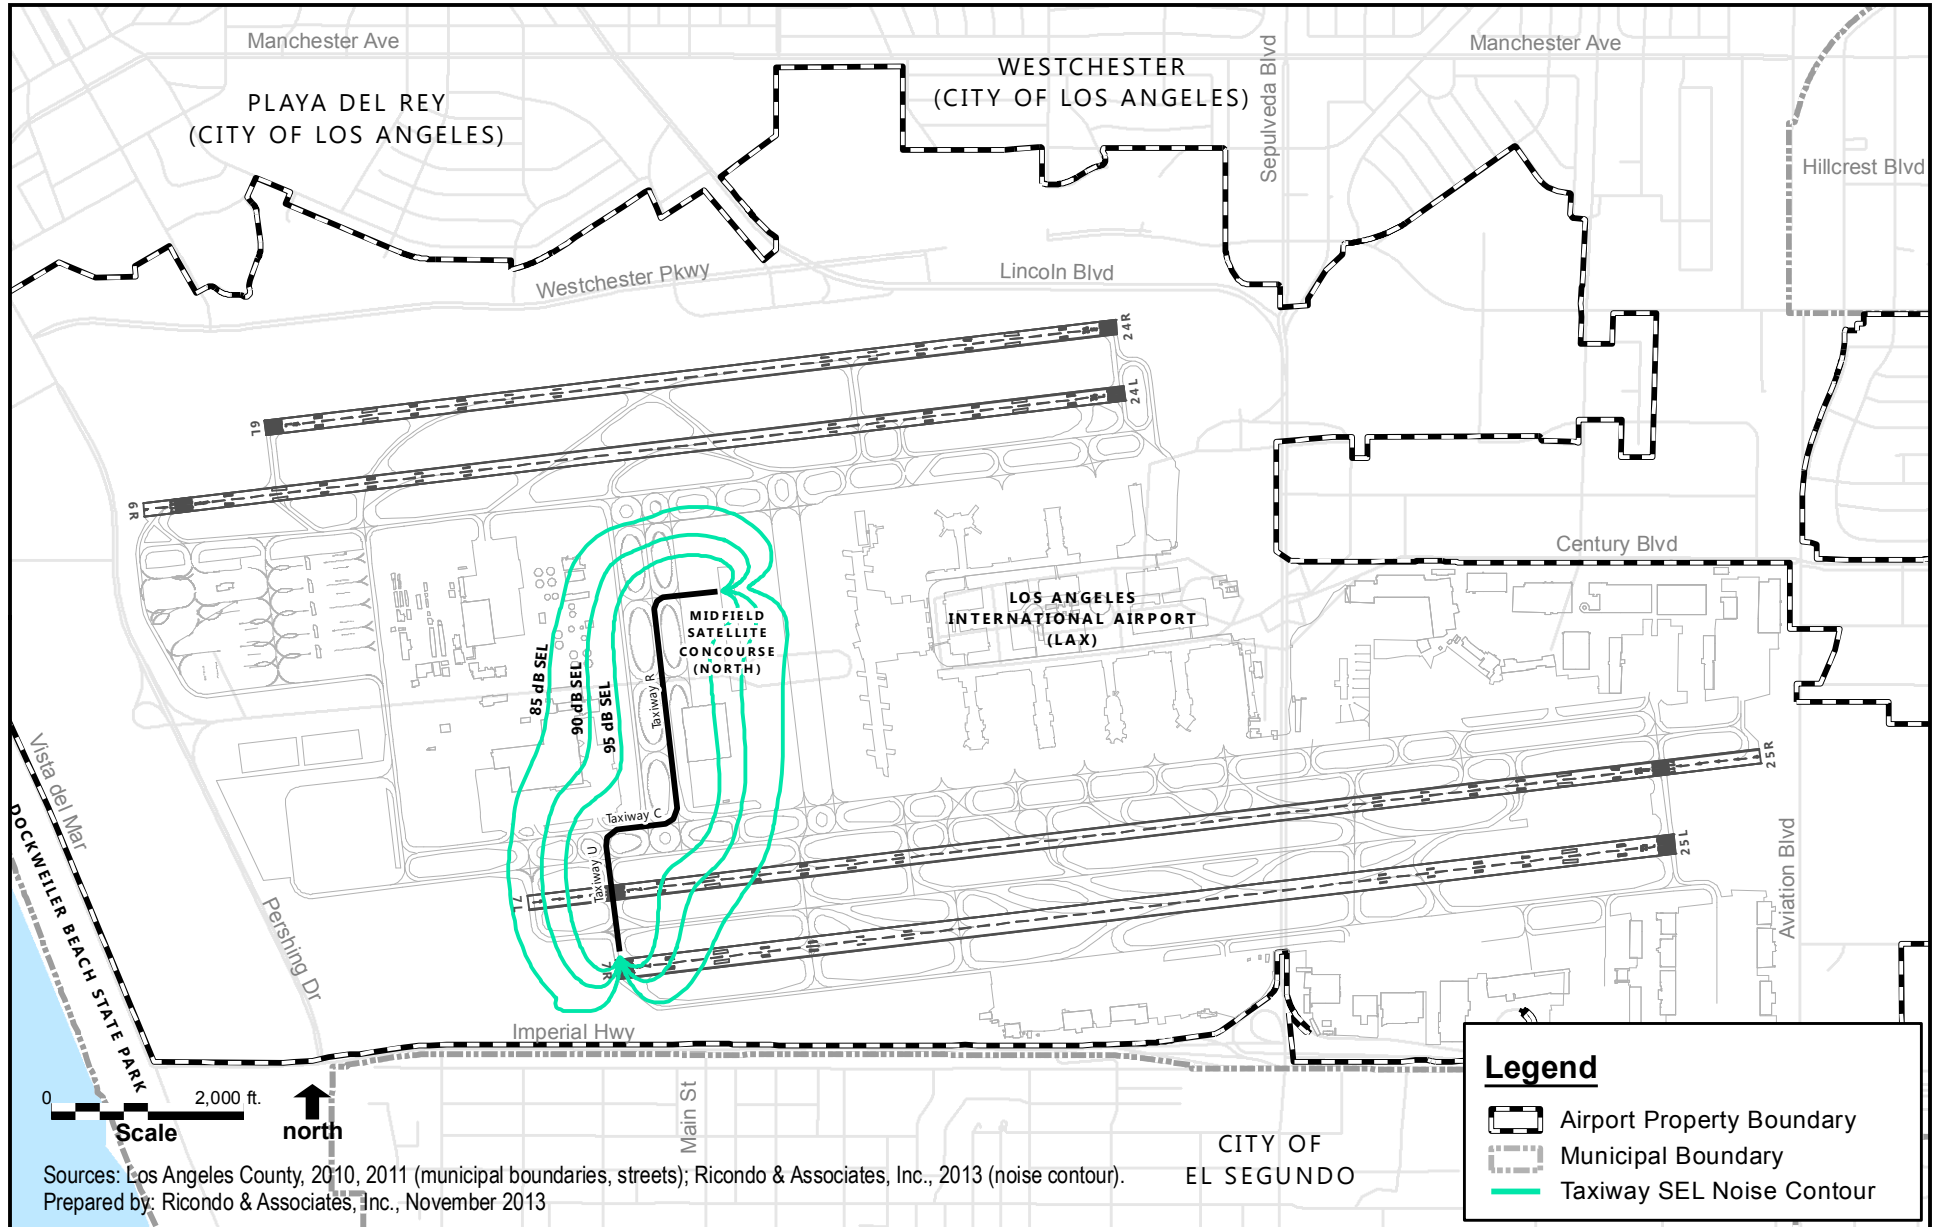 Manchester Ave
Manchester Ave
WESTCHESTER
(CITY OF LOS ANGELES)
Sepulveda Blvd
PLAYA DEL REY
(CITY OF LOS ANGELES)
Hillcrest Blvd
Westchester Pkwy
Lincoln Blvd
24R
24L
6L
6R
Century Blvd
LOS ANGELES
INTERNATIONAL AIRPORT
(LAX)
MIDFIELD
SATELLITE
CONCOURSE
(NORTH)
85 dB SEL
90 dB SEL
95 dB SEL
Taxiway R
Taxiway C
Taxiway U
25R
25L
7L
7R
Vista del Mar
DOCKWEILER BEACH STATE PARK
Pershing Dr
Aviation Blvd
Imperial Hwy
Main St
0
2,000 ft.
Scale
north
CITY OF
EL SEGUNDO
Legend
Airport Property Boundary
Municipal Boundary
Taxiway SEL Noise Contour
Sources: Los Angeles County, 2010, 2011 (municipal boundaries, streets); Ricondo & Associates, Inc., 2013 (noise contour).
Prepared by: Ricondo & Associates, Inc., November 2013